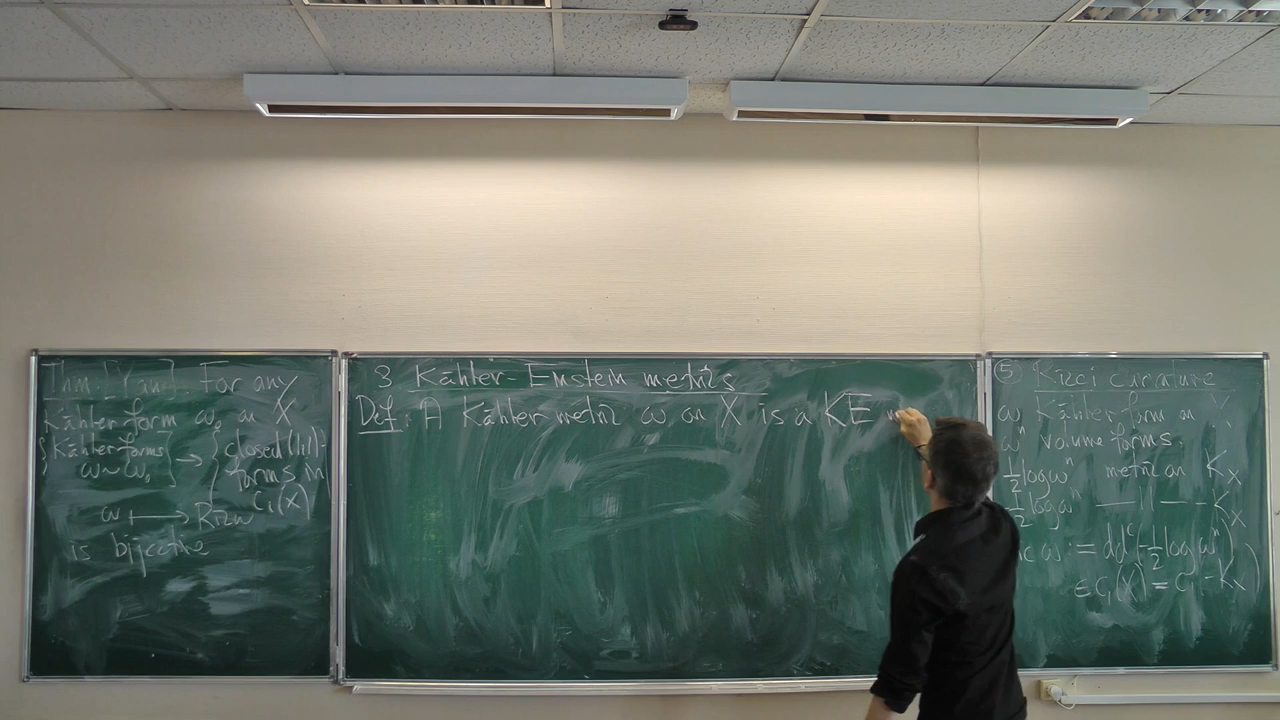 Thm. [Yau]. For any
Kähler form ω₀ on X
{Kähler forms ω~ω₀} → {closed (1,1)-forms in c₁(X)}
ω ⟼ Ric ω
is bijective
3 Kähler-Einstein metrics
Def: A Kähler metric ω on X is a KE
⑤ Ricci curvature
ω Kähler form on
ωⁿ volume forms
½ log ωⁿ metric on K_X
½ log ωⁿ —||— -K_X
ω = ddᶜ(-½ log ωⁿ)
∈ c₁(X) = c₁(-K_X)